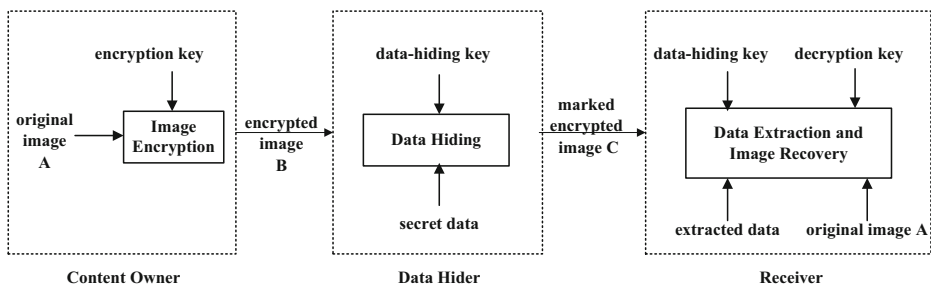 encryption key
original
image
A
Image
Encryption
Content Owner
encrypted
image
B
data-hiding key
Data Hiding
secret data
Data Hider
marked
encrypted
image C
data-hiding key
decryption key
Data Extraction and
Image Recovery
extracted data
original image A
Receiver